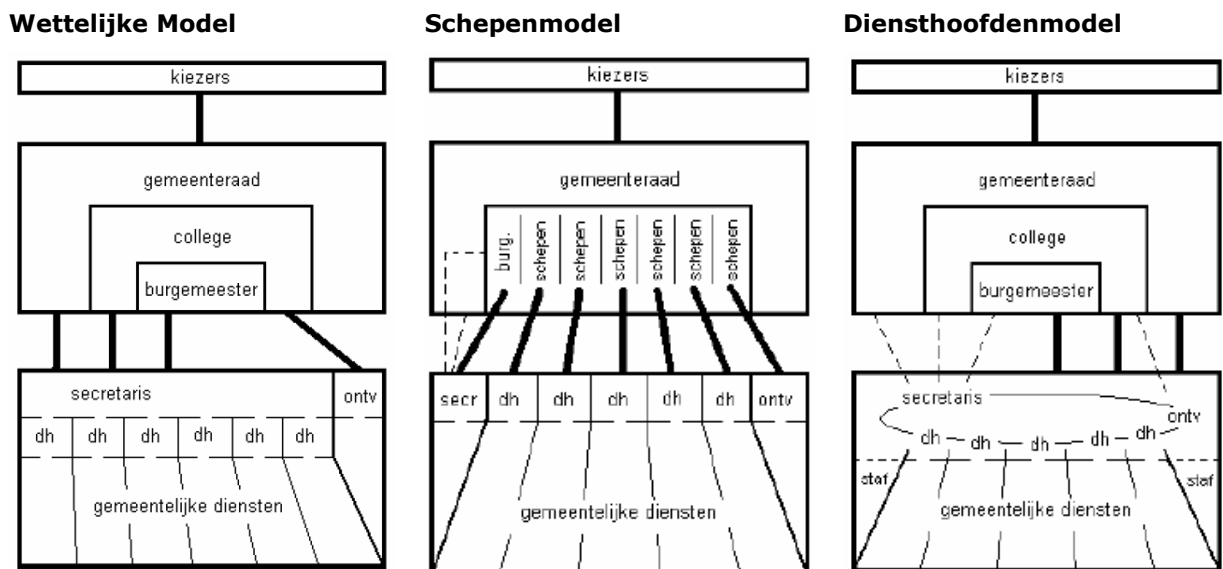 Wettelijke Model
kiezers
gemeenteraad
college
burgemeester
secretaris
ontv
dh dh dh dh dh dh
gemeentelijke diensten
Schepenmodel
kiezers
gemeenteraad
burg. schepen schepen schepen schepen schepen schepen
secr dh dh dh dh dh ontv
gemeentelijke diensten
Diensthoofdenmodel
kiezers
gemeenteraad
college
burgemeester
secretaris
ontv
dh dh dh dh dh
staf staf
gemeentelijke diensten